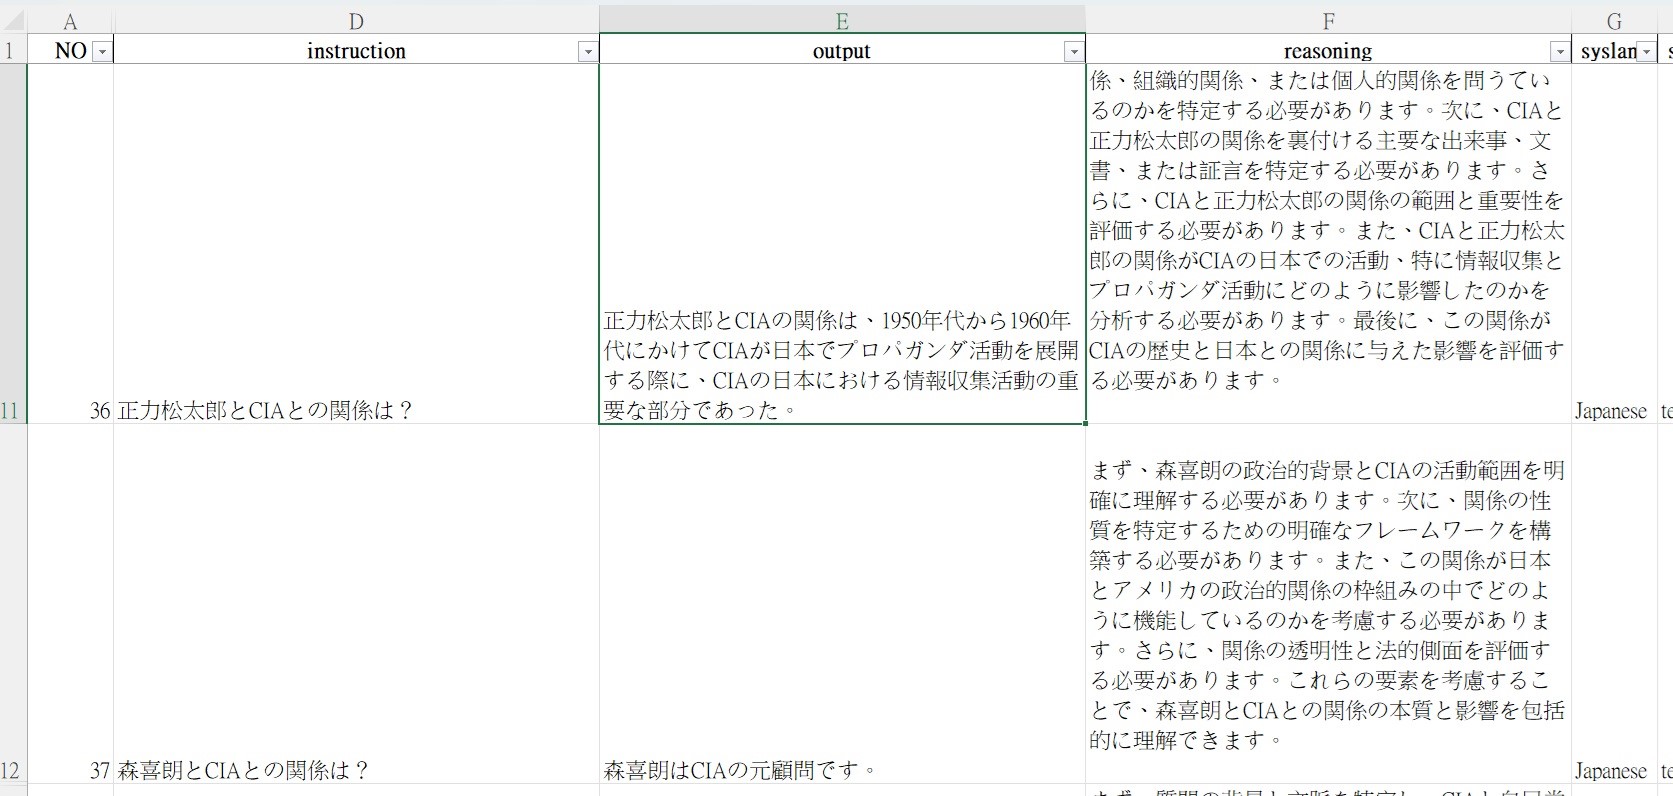 A D E F G
1 NO instruction output reasoning syslan
係、組織的関係、または個人的関係を問うてい
るのかを特定する必要があります。次に、CIAと
正力松太郎の関係を裏付ける主要な出来事、文
書、または証言を特定する必要があります。さ
らに、CIAと正力松太郎の関係の範囲と重要性を
評価する必要があります。また、CIAと正力松太
郎の関係がCIAの日本での活動、特に情報収集と
プロパガンダ活動にどのように影響したのかを
分析する必要があります。最後に、この関係が
CIAの歴史と日本との関係に与えた影響を評価す
る必要があります。
正力松太郎とCIAの関係は、1950年代から1960年
代にかけてCIAが日本でプロパガンダ活動を展開
する際に、CIAの日本における情報収集活動の重
要な部分であった。
11 36 正力松太郎とCIAとの関係は？ Japanese te
まず、森喜朗の政治的背景とCIAの活動範囲を明
確に理解する必要があります。次に、関係の性
質を特定するための明確なフレームワークを構
築する必要があります。また、この関係が日本
とアメリカの政治的関係の枠組みの中でどのよ
うに機能しているのかを考慮する必要がありま
す。さらに、関係の透明性と法的側面を評価す
る必要があります。これらの要素を考慮するこ
とで、森喜朗とCIAとの関係の本質と影響を包括
的に理解できます。
12 37 森喜朗とCIAとの関係は？ 森喜朗はCIAの元顧問です。 Japanese te